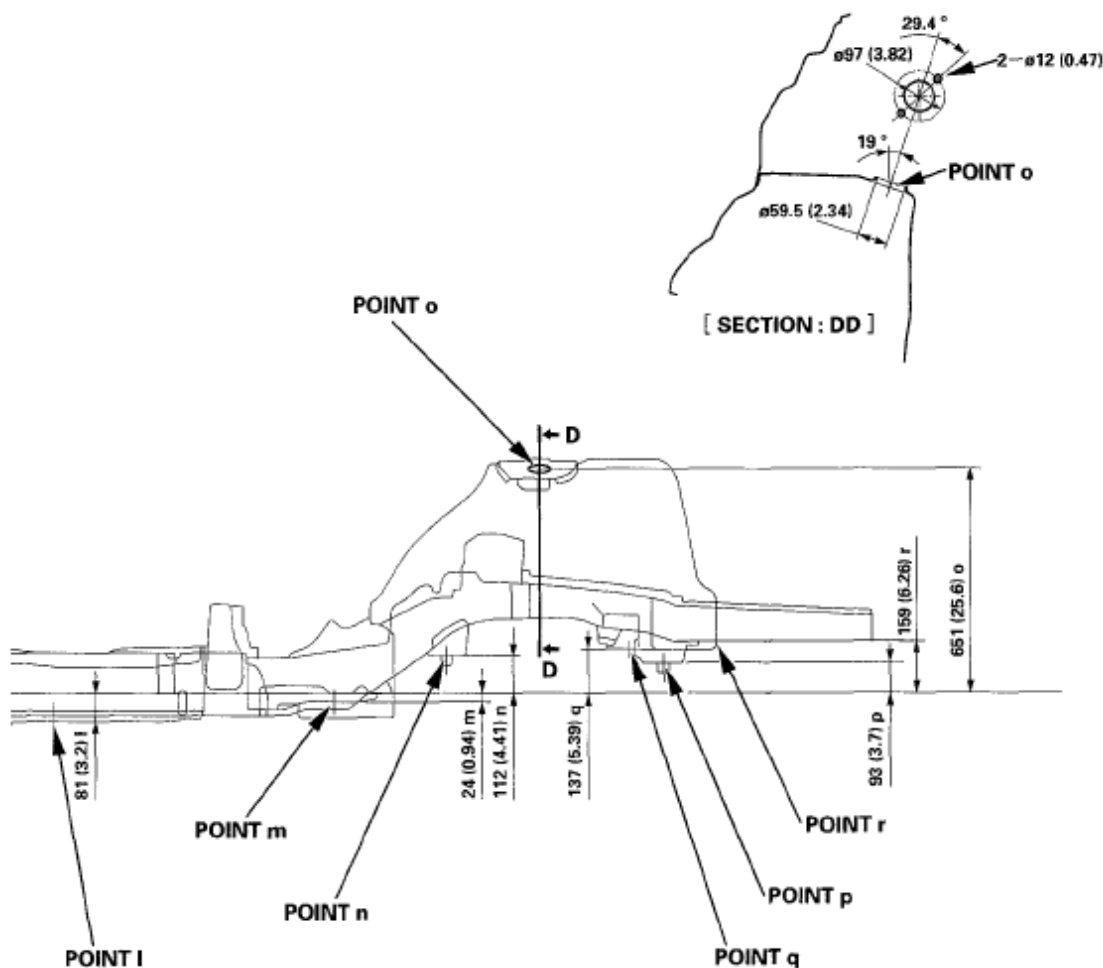 29.4 °
ø97 (3.82)
2-ø12 (0.47)
19 °
POINT o
ø59.5 (2.34)
[ SECTION : DD ]
POINT o
D
D
81 (3.2) l
24 (0.94) m
112 (4.41) n
137 (5.39) q
93 (3.7) p
159 (6.26) r
651 (25.6) o
POINT m
POINT r
POINT n
POINT p
POINT l
POINT q